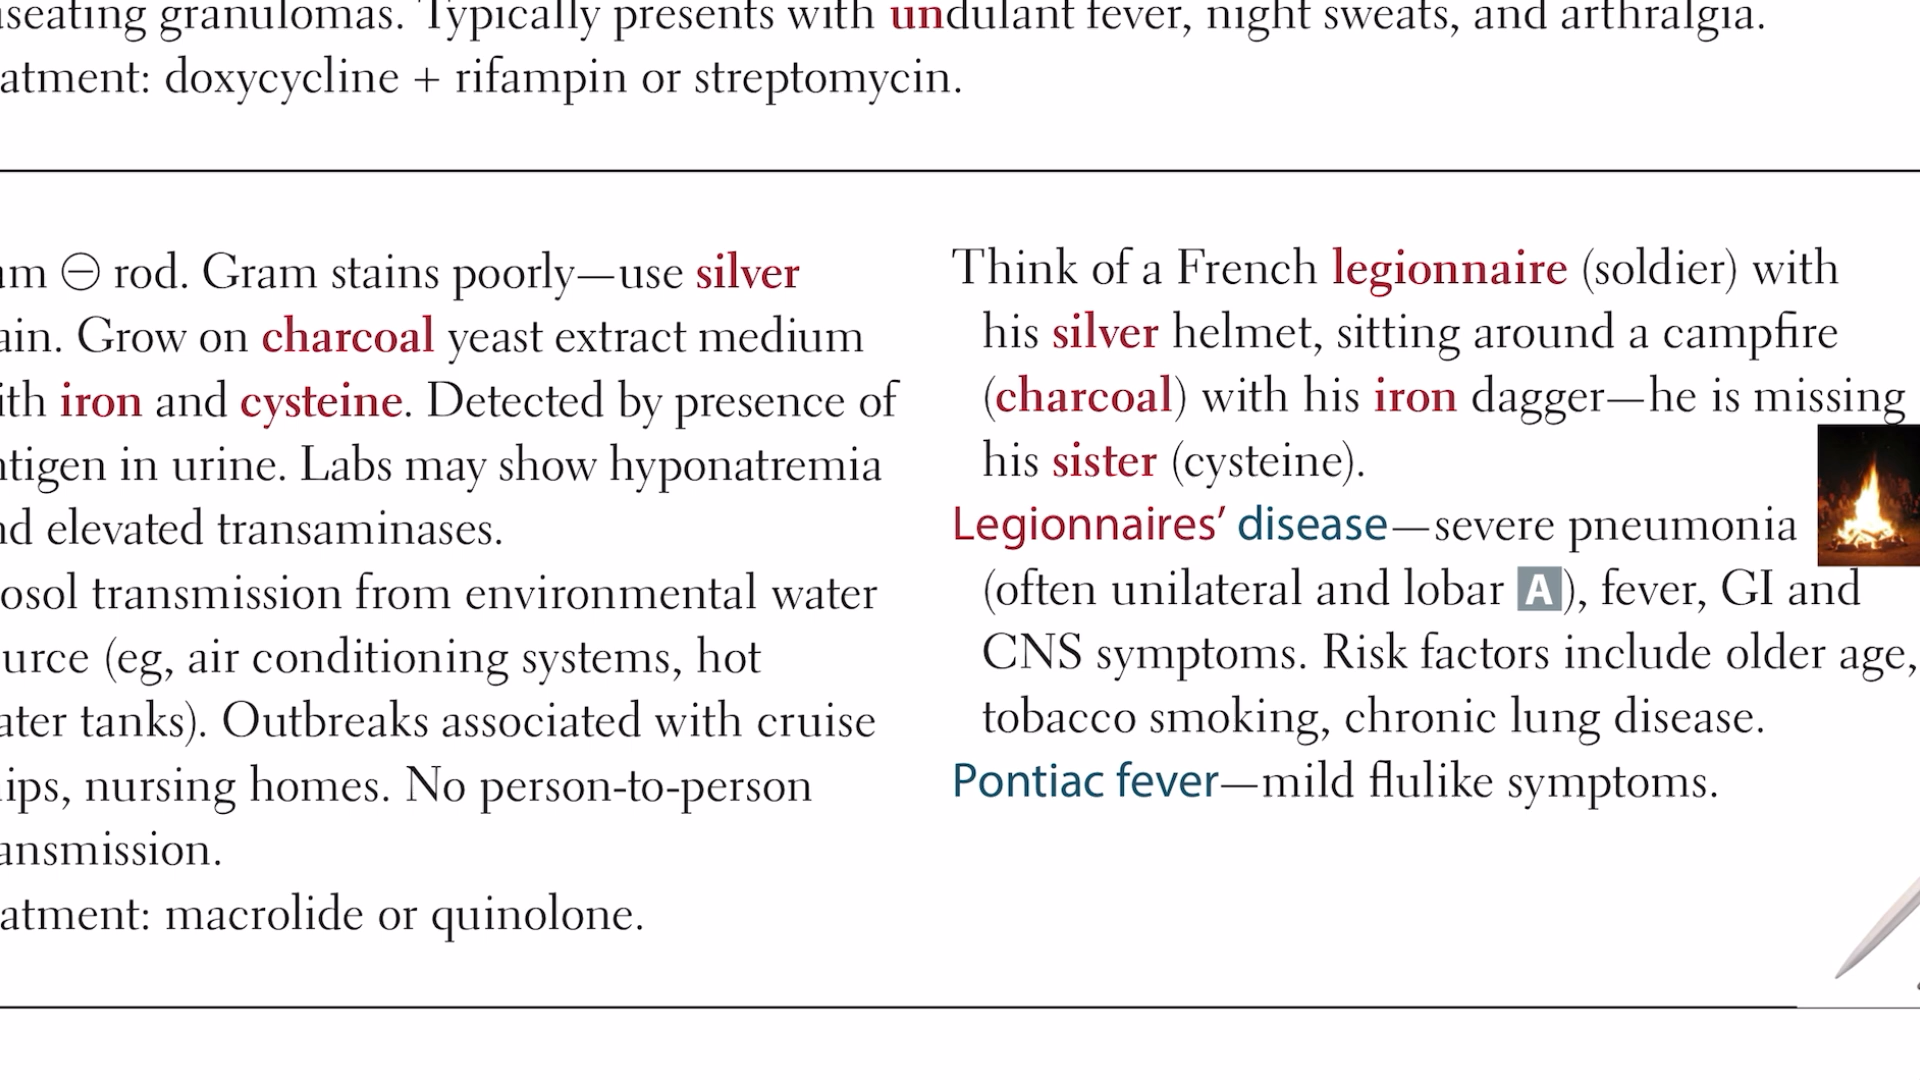 seating granulomas. Typically presents with undulant fever, night sweats, and arthralgia.
atment: doxycycline + rifampin or streptomycin.
am ⊖ rod. Gram stains poorly—use silver
ain. Grow on charcoal yeast extract medium
ith iron and cysteine. Detected by presence of
ntigen in urine. Labs may show hyponatremia
nd elevated transaminases.
osol transmission from environmental water
urce (eg, air conditioning systems, hot
ater tanks). Outbreaks associated with cruise
ips, nursing homes. No person-to-person
ansmission.
atment: macrolide or quinolone.
Think of a French legionnaire (soldier) with
his silver helmet, sitting around a campfire
(charcoal) with his iron dagger—he is missing
his sister (cysteine).
Legionnaires’ disease—severe pneumonia
(often unilateral and lobar A), fever, GI and
CNS symptoms. Risk factors include older age,
tobacco smoking, chronic lung disease.
Pontiac fever—mild flulike symptoms.